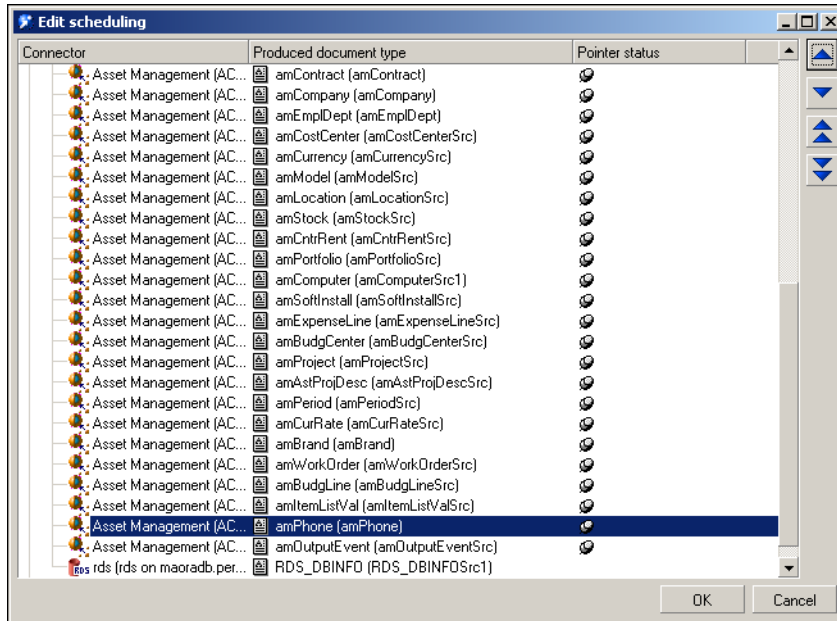 Edit scheduling
Connector Produced document type Pointer status
Asset Management (AC... amContract (amContract)
Asset Management (AC... amCompany (amCompany)
Asset Management (AC... amEmplDept (amEmplDept)
Asset Management (AC... amCostCenter (amCostCenterSrc)
Asset Management (AC... amCurrency (amCurrencySrc)
Asset Management (AC... amModel (amModelSrc)
Asset Management (AC... amLocation (amLocationSrc)
Asset Management (AC... amStock (amStockSrc)
Asset Management (AC... amCntrRent (amCntrRentSrc)
Asset Management (AC... amPortfolio (amPortfolioSrc)
Asset Management (AC... amComputer (amComputerSrc1)
Asset Management (AC... amSoftInstall (amSoftInstallSrc)
Asset Management (AC... amExpenseLine (amExpenseLineSrc)
Asset Management (AC... amBudgCenter (amBudgCenterSrc)
Asset Management (AC... amProject (amProjectSrc)
Asset Management (AC... amAstProjDesc (amAstProjDescSrc)
Asset Management (AC... amPeriod (amPeriodSrc)
Asset Management (AC... amCurRate (amCurRateSrc)
Asset Management (AC... amBrand (amBrand)
Asset Management (AC... amWorkOrder (amWorkOrderSrc)
Asset Management (AC... amBudgLine (amBudgLineSrc)
Asset Management (AC... amItemListVal (amItemListValSrc)
Asset Management (AC... amPhone (amPhone)
Asset Management (AC... amOutputEvent (amOutputEventSrc)
RDS rds (rds on maoradb.per... RDS_DBINFO (RDS_DBINFOSrc1)
OK Cancel